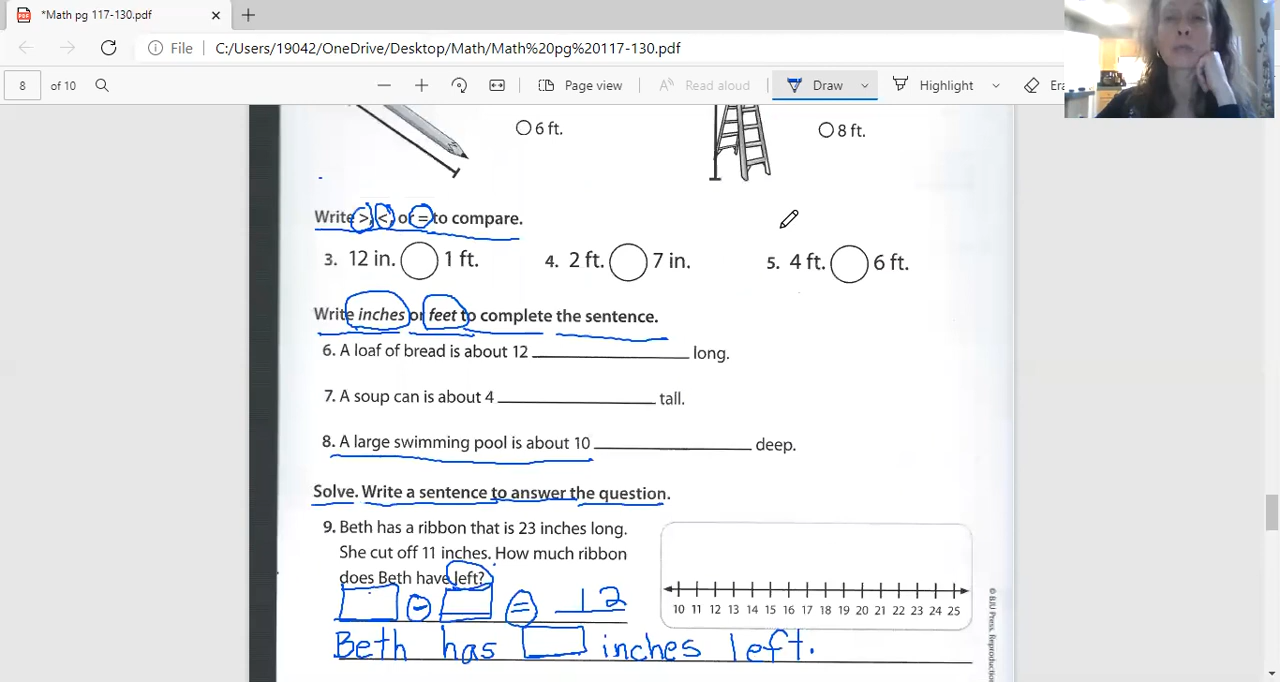 *Math pg 117-130.pdf
File C:/Users/19042/OneDrive/Desktop/Math/Math%20pg%20117-130.pdf
8 of 10 Page view Read aloud Draw Highlight
6 ft. 8 ft.
Write >, <, or = to compare.
3. 12 in. 1 ft. 4. 2 ft. 7 in. 5. 4 ft. 6 ft.
Write inches or feet to complete the sentence.
6. A loaf of bread is about 12 long.
7. A soup can is about 4 tall.
8. A large swimming pool is about 10 deep.
Solve. Write a sentence to answer the question.
9. Beth has a ribbon that is 23 inches long.
She cut off 11 inches. How much ribbon
does Beth have left?
- = 12
Beth has inches left.
10 11 12 13 14 15 16 17 18 19 20 21 22 23 24 25
© BJU Press. Reproduction